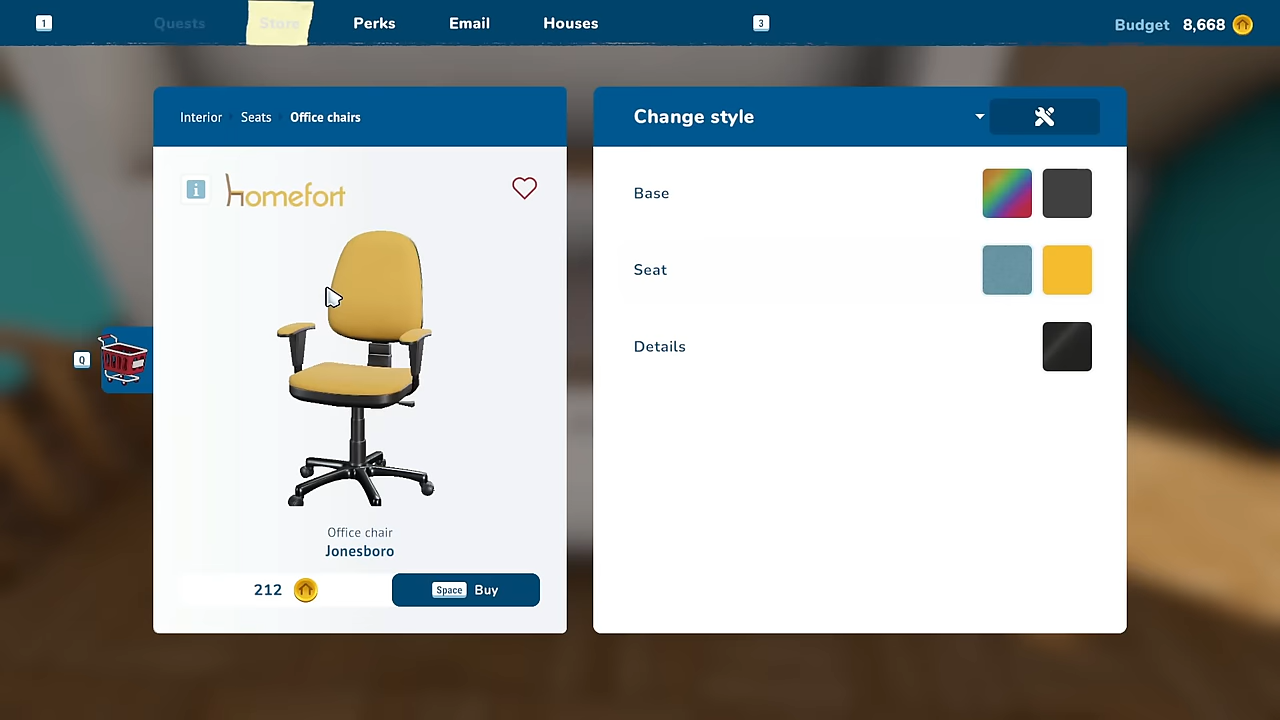 1 Quests Store Perks Email Houses 3 Budget 8,668
Interior Seats Office chairs
Change style
i homefort
Base
Seat
Details
Q
Office chair
Jonesboro
212 Space Buy